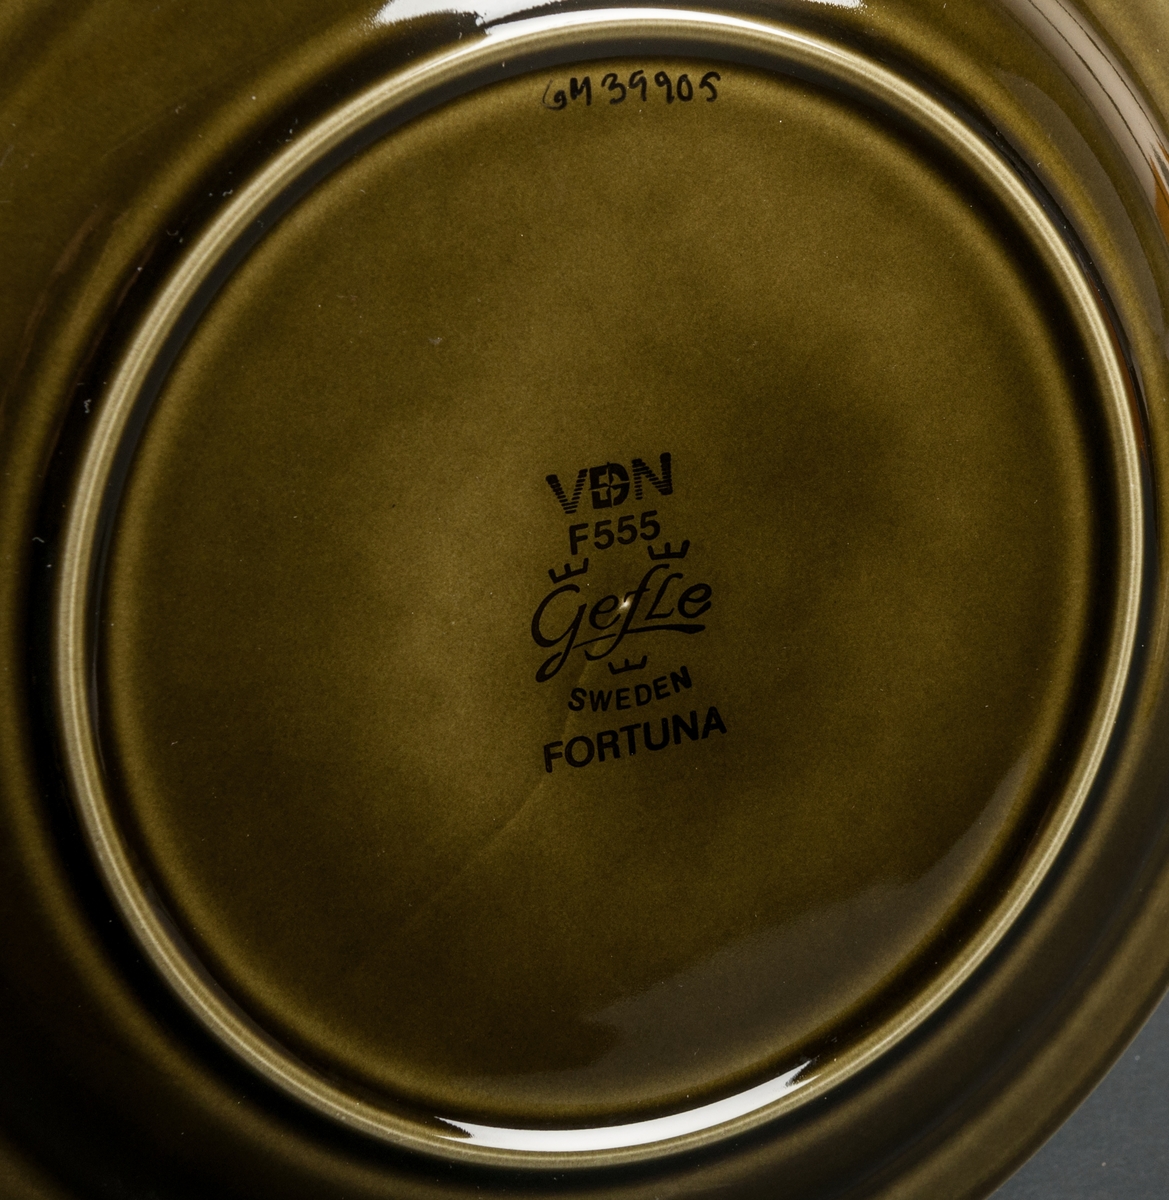 GM39905
VDN
F555
Gefle
SWEDEN
FORTUNA